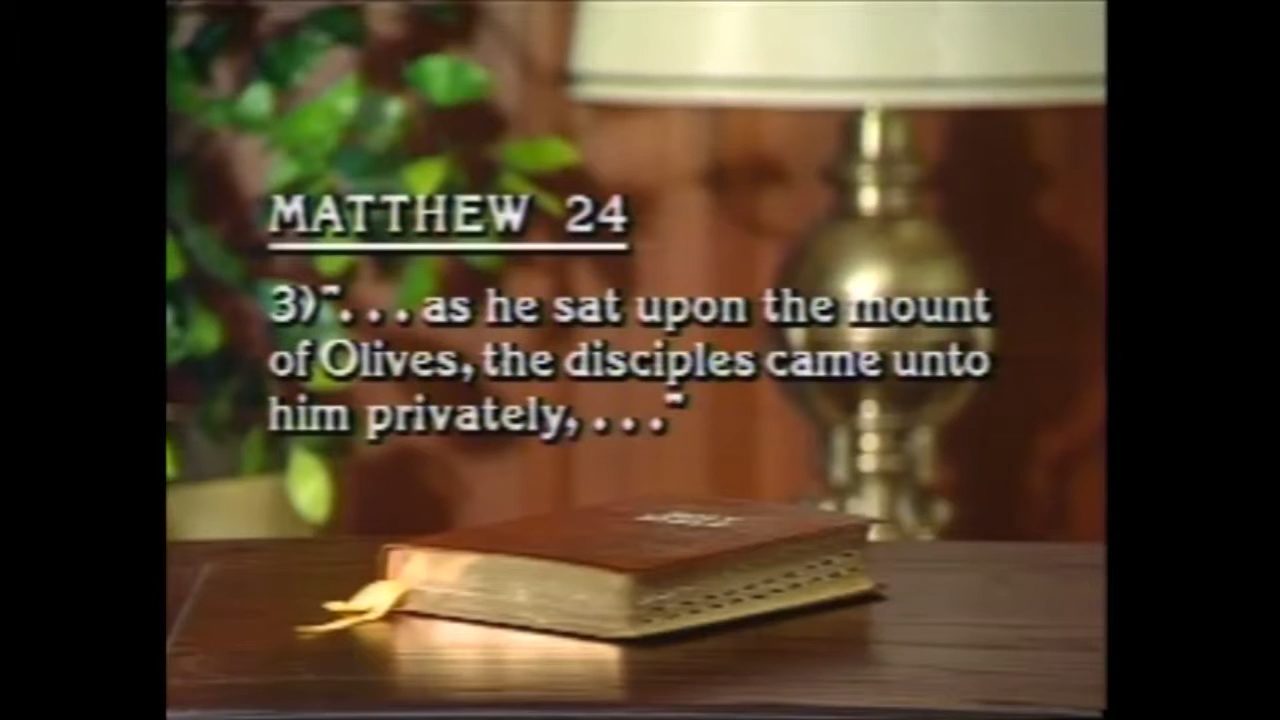 MATTHEW 24
3)"...as he sat upon the mount
of Olives, the disciples came unto
him privately,..."